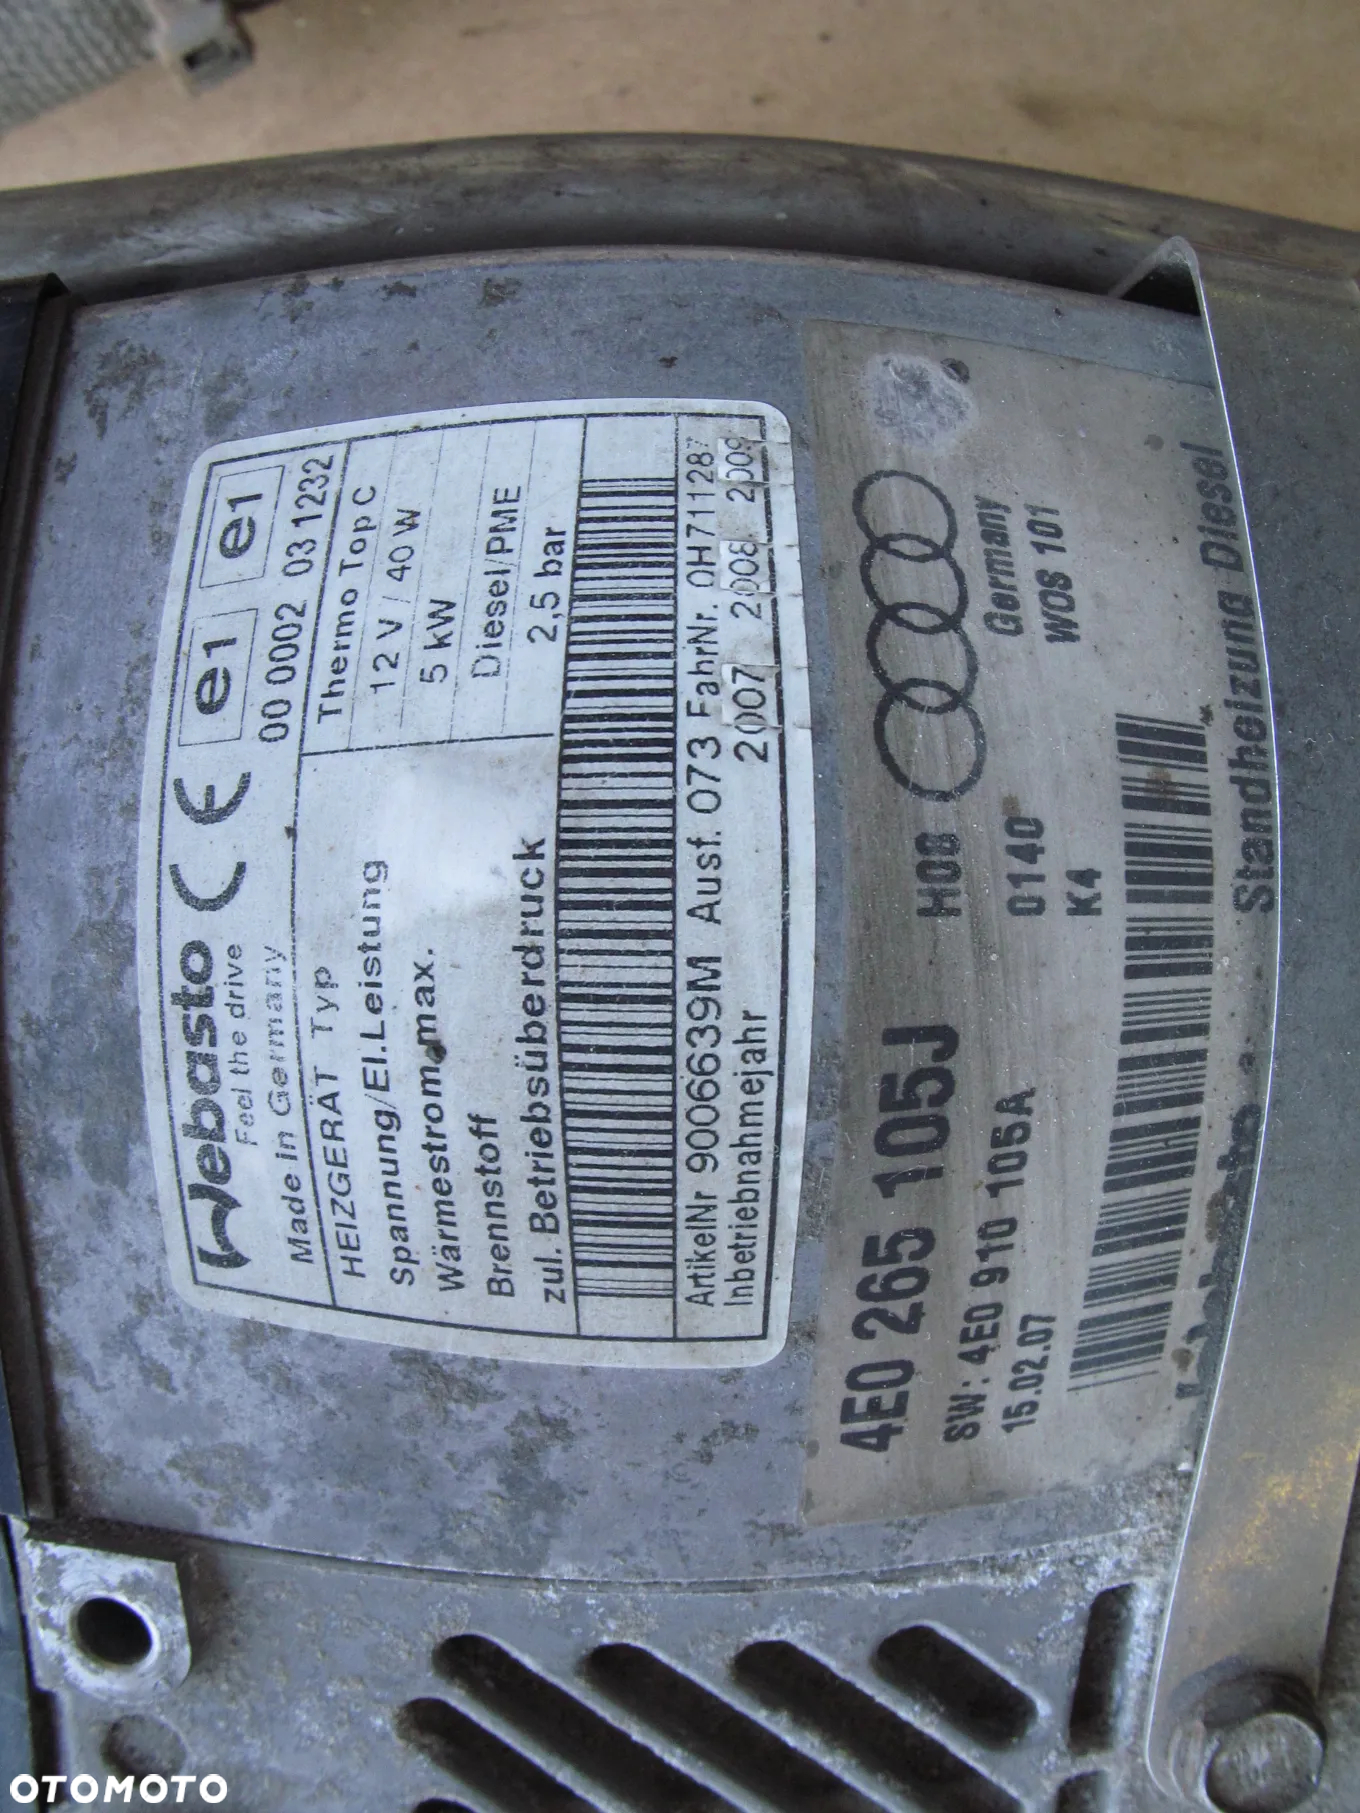 Webasto CE e1 e1
Feel the drive
00 0002 03 1232
Made in Germany
HEIZGERÄT Typ Thermo Top C
Spannung/El.Leistung 12 V / 40 W
Wärmestrom max. 5 kW
Brennstoff Diesel/PME
zul. Betriebsüberdruck 2,5 bar
ArtikelNr 9006639M Ausf. 073 FahrNr. 0H711287
Inbetriebnahmejahr 2007 2008 2009
4E0 265 105J
H08
SW: 4E0 910 105A 0140 Germany
15.02.07 K4 WOS 101
Webasto Standheizung Diesel
OTOMOTO